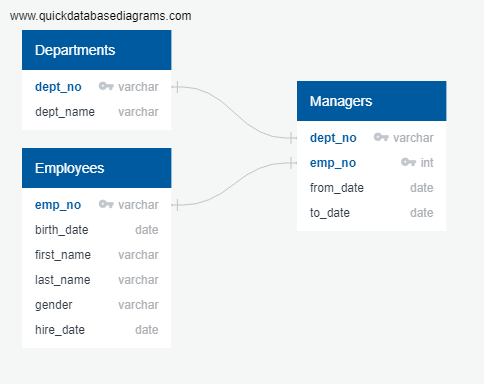 www.quickdatabasediagrams.com
Departments
dept_no varchar
dept_name varchar
Employees
emp_no varchar
birth_date date
first_name varchar
last_name varchar
gender varchar
hire_date date
Managers
dept_no varchar
emp_no int
from_date date
to_date date